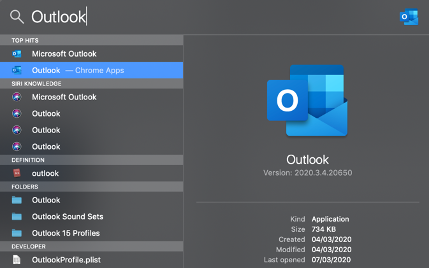 Outlook
TOP HITS
Microsoft Outlook
Outlook — Chrome Apps
SIRI KNOWLEDGE
Microsoft Outlook
Outlook
Outlook
Outlook
DEFINITION
outlook
FOLDERS
Outlook
Outlook Sound Sets
Outlook 15 Profiles
DEVELOPER
OutlookProfile.plist
O
Outlook
Version: 2020.3.4.20650
Kind Application
Size 734 KB
Created 04/03/2020
Modified 04/03/2020
Last opened 07/03/2020